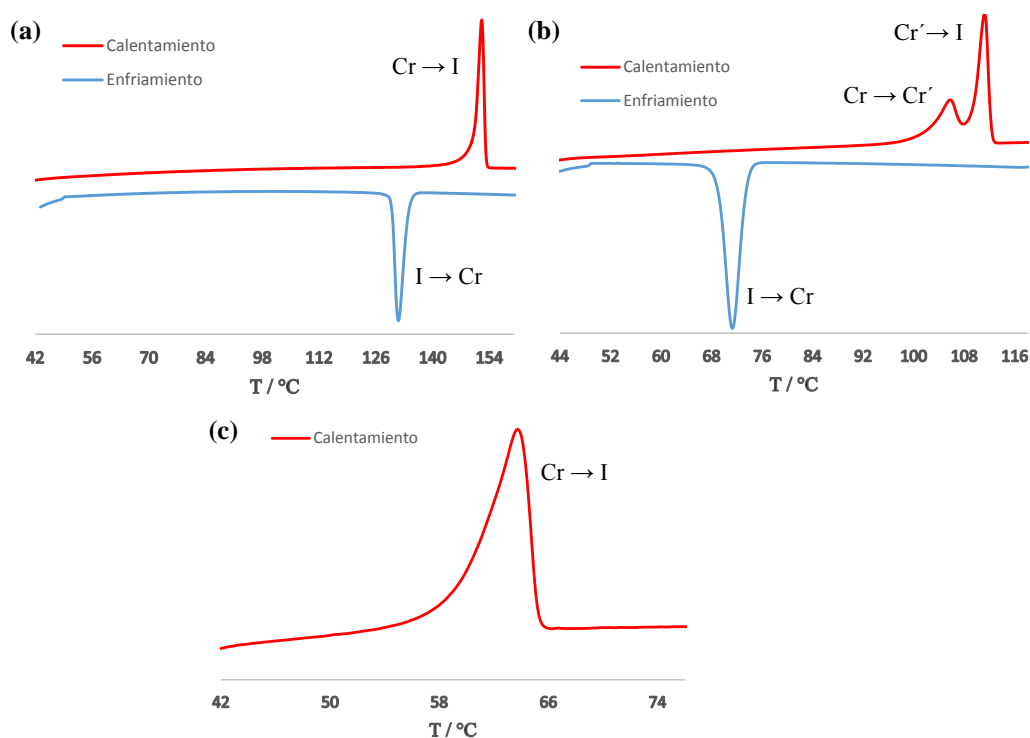 (a)
Calentamiento
Enfriamiento
Cr → I
I → Cr
42 56 70 84 98 112 126 140 154
T / °C
(b)
Calentamiento
Enfriamiento
Cr´→ I
Cr → Cr´
I → Cr
44 52 60 68 76 84 92 100 108 116
T / °C
(c)
Calentamiento
Cr → I
42 50 58 66 74
T / °C